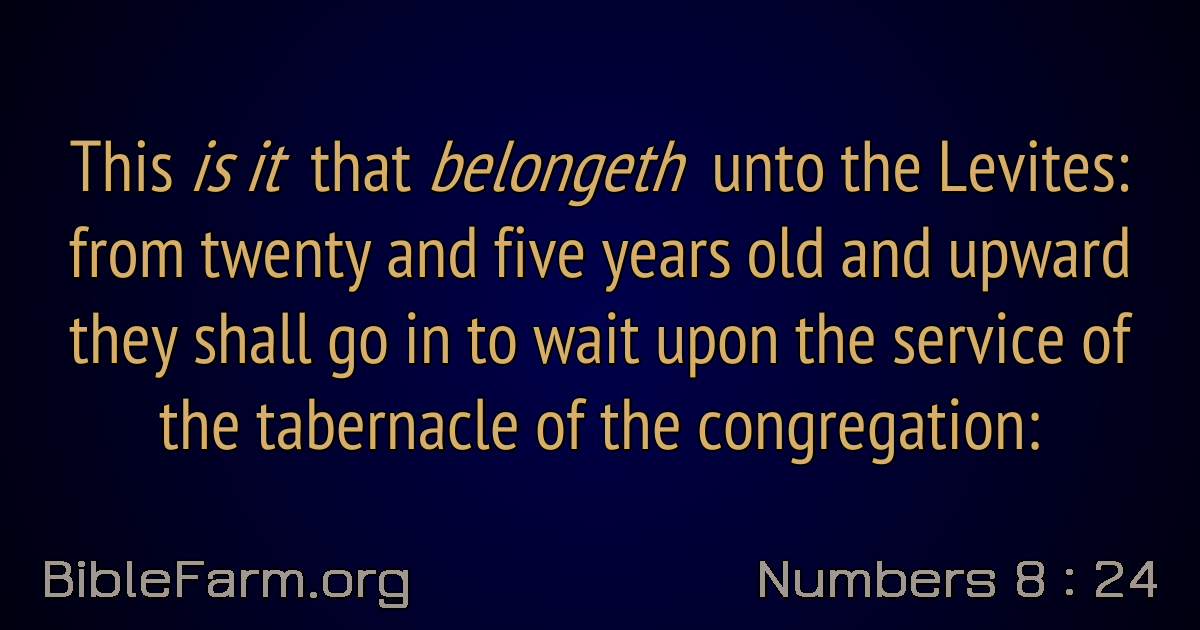 This is it that belongeth unto the Levites:
from twenty and five years old and upward
they shall go in to wait upon the service of
the tabernacle of the congregation:
BibleFarm.org
Numbers 8 : 24